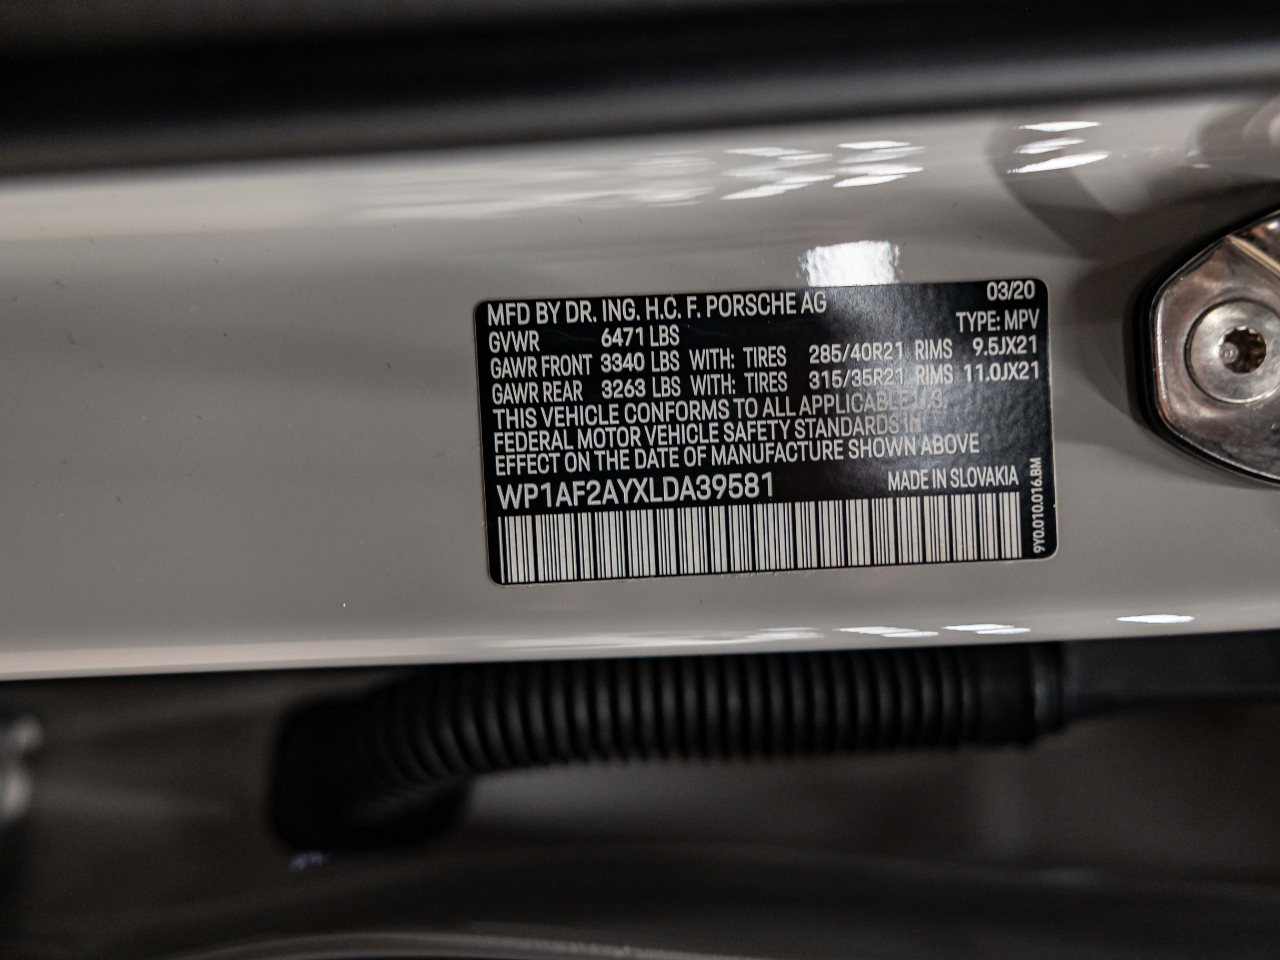 MFD BY DR. ING. H.C. F. PORSCHE AG 03/20
GVWR 6471 LBS TYPE: MPV
GAWR FRONT 3340 LBS WITH: TIRES 285/40R21 RIMS 9.5JX21
GAWR REAR 3263 LBS WITH: TIRES 315/35R21 RIMS 11.0JX21
THIS VEHICLE CONFORMS TO ALL APPLICABLE U.S.
FEDERAL MOTOR VEHICLE SAFETY STANDARDS IN
EFFECT ON THE DATE OF MANUFACTURE SHOWN ABOVE
WP1AF2AYXLDA39581 MADE IN SLOVAKIA
9Y0.010.016.BM